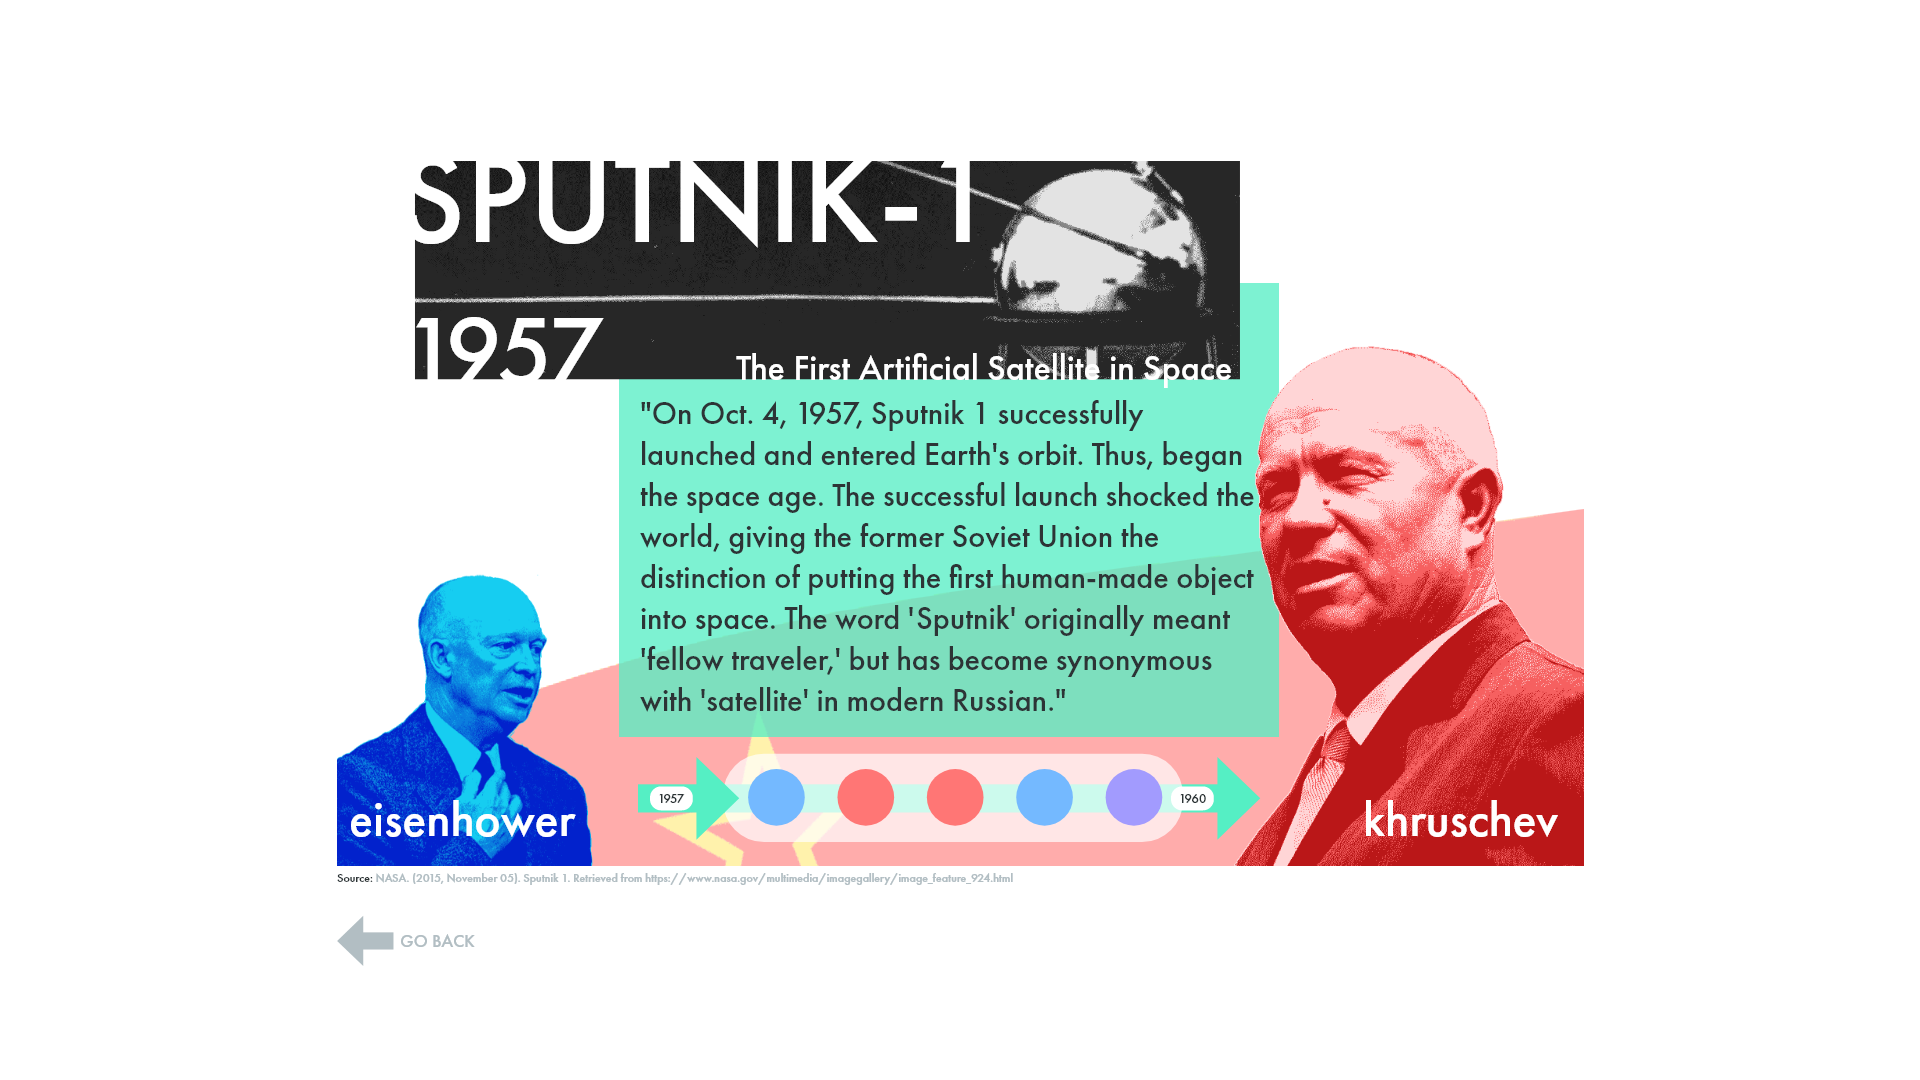 SPUTNIK-1
1957
The First Artificial Satellite in Space
"On Oct. 4, 1957, Sputnik 1 successfully
launched and entered Earth's orbit. Thus, began
the space age. The successful launch shocked the
world, giving the former Soviet Union the
distinction of putting the first human-made object
into space. The word 'Sputnik' originally meant
'fellow traveler,' but has become synonymous
with 'satellite' in modern Russian."
1957
1960
eisenhower
khruschev
Source: NASA. (2015, November 05). Sputnik 1. Retrieved from https://www.nasa.gov/multimedia/imagegallery/image_feature_924.html
GO BACK